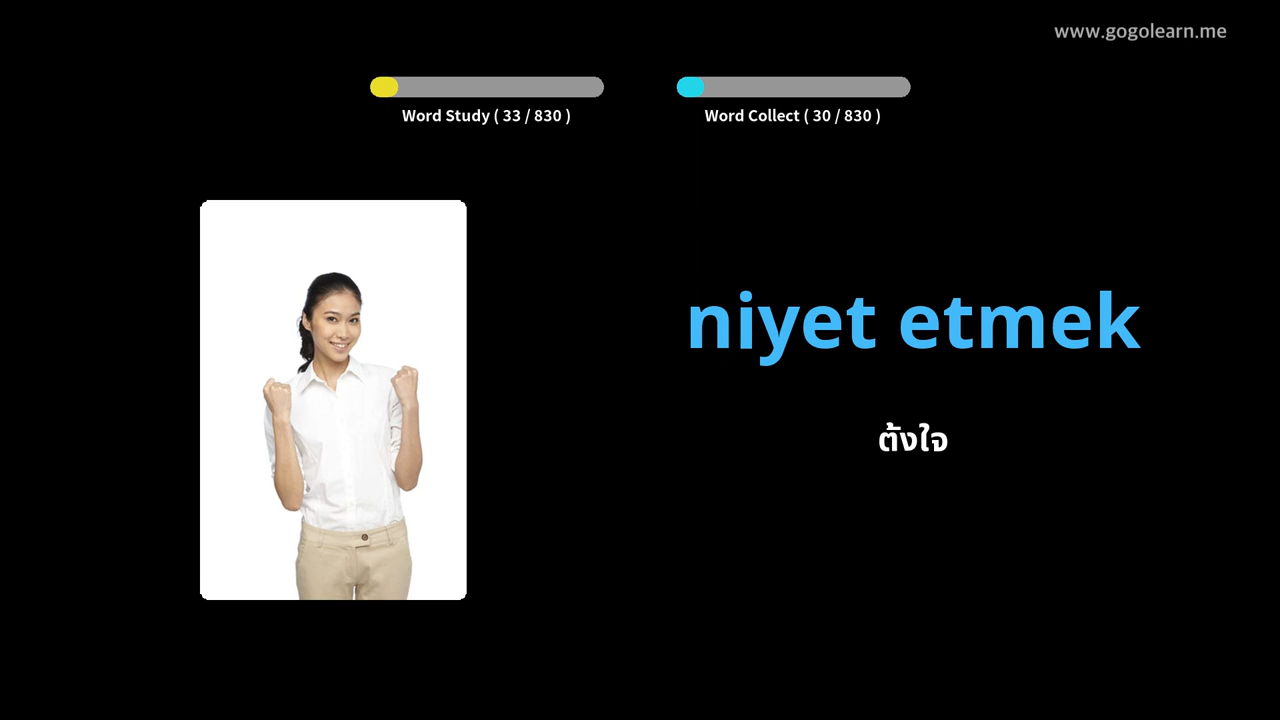 www.gogolearn.me
Word Study ( 33 / 830 )
Word Collect ( 30 / 830 )
niyet etmek
ตั้งใจ